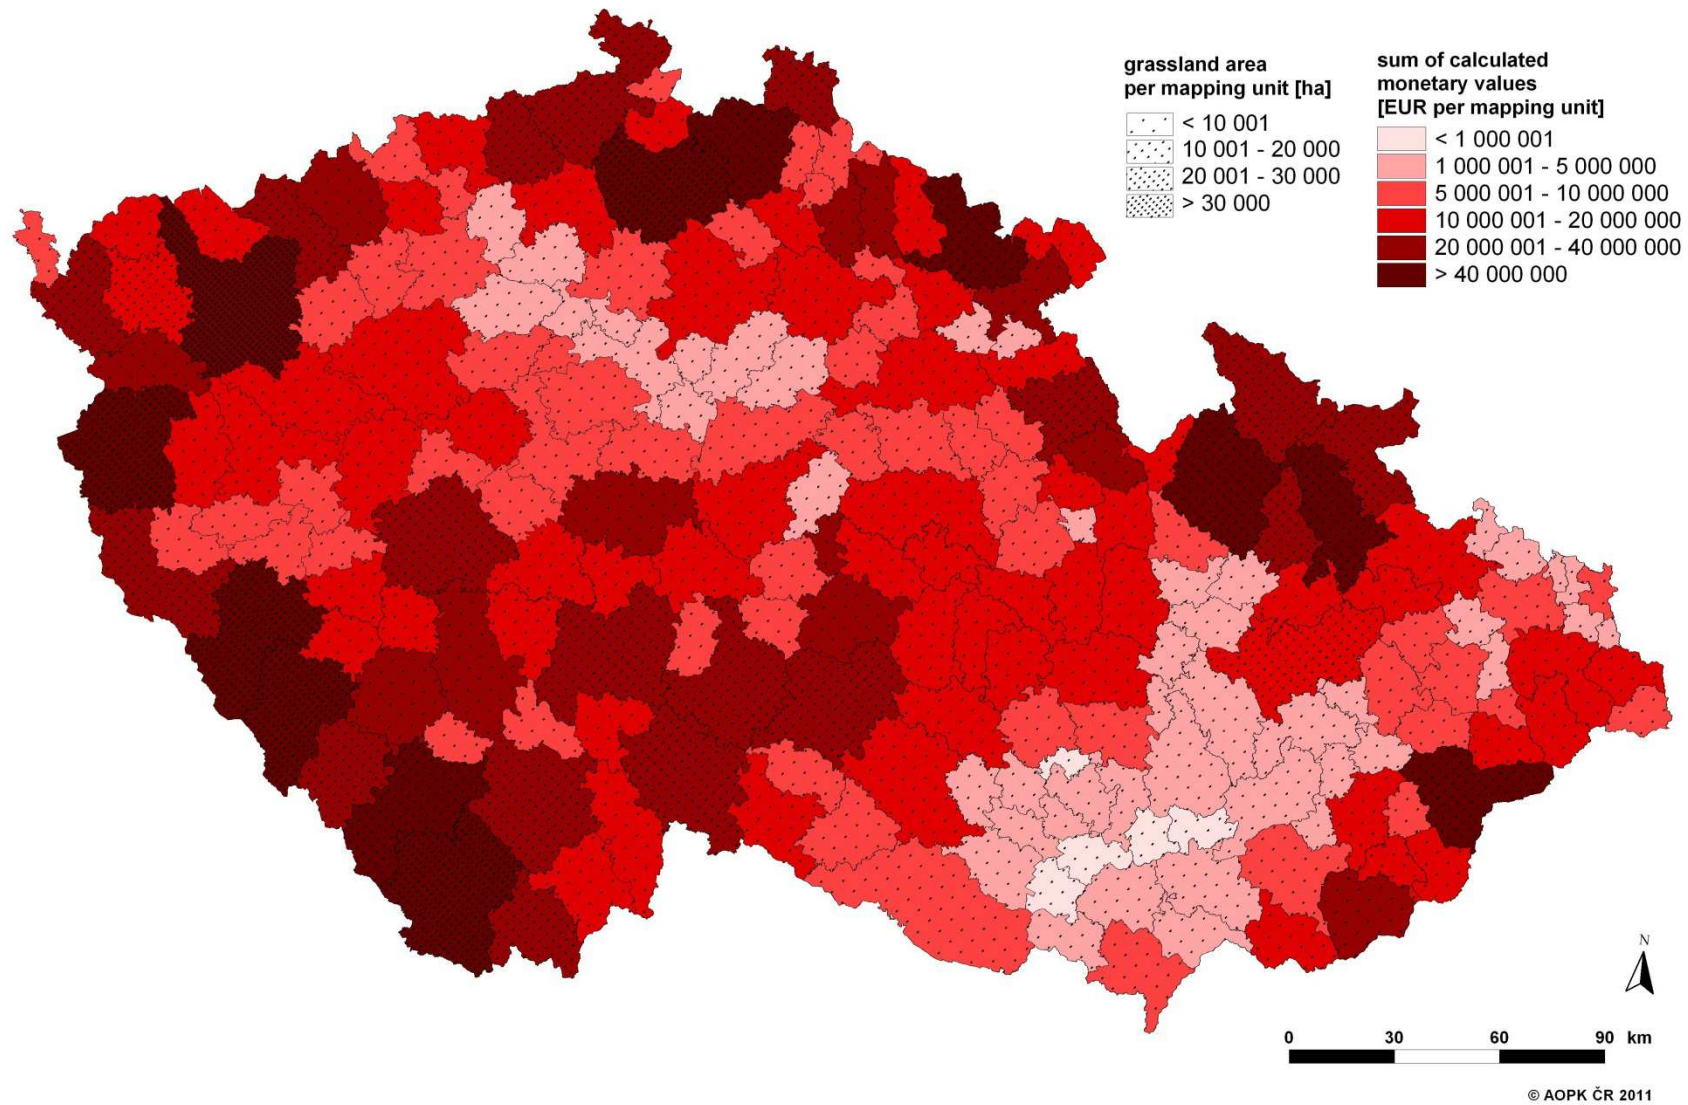 grassland area
per mapping unit [ha]
< 10 001
10 001 - 20 000
20 001 - 30 000
> 30 000
sum of calculated
monetary values
[EUR per mapping unit]
< 1 000 001
1 000 001 - 5 000 000
5 000 001 - 10 000 000
10 000 001 - 20 000 000
20 000 001 - 40 000 000
> 40 000 000
N
0 30 60 90 km
© AOPK ČR 2011